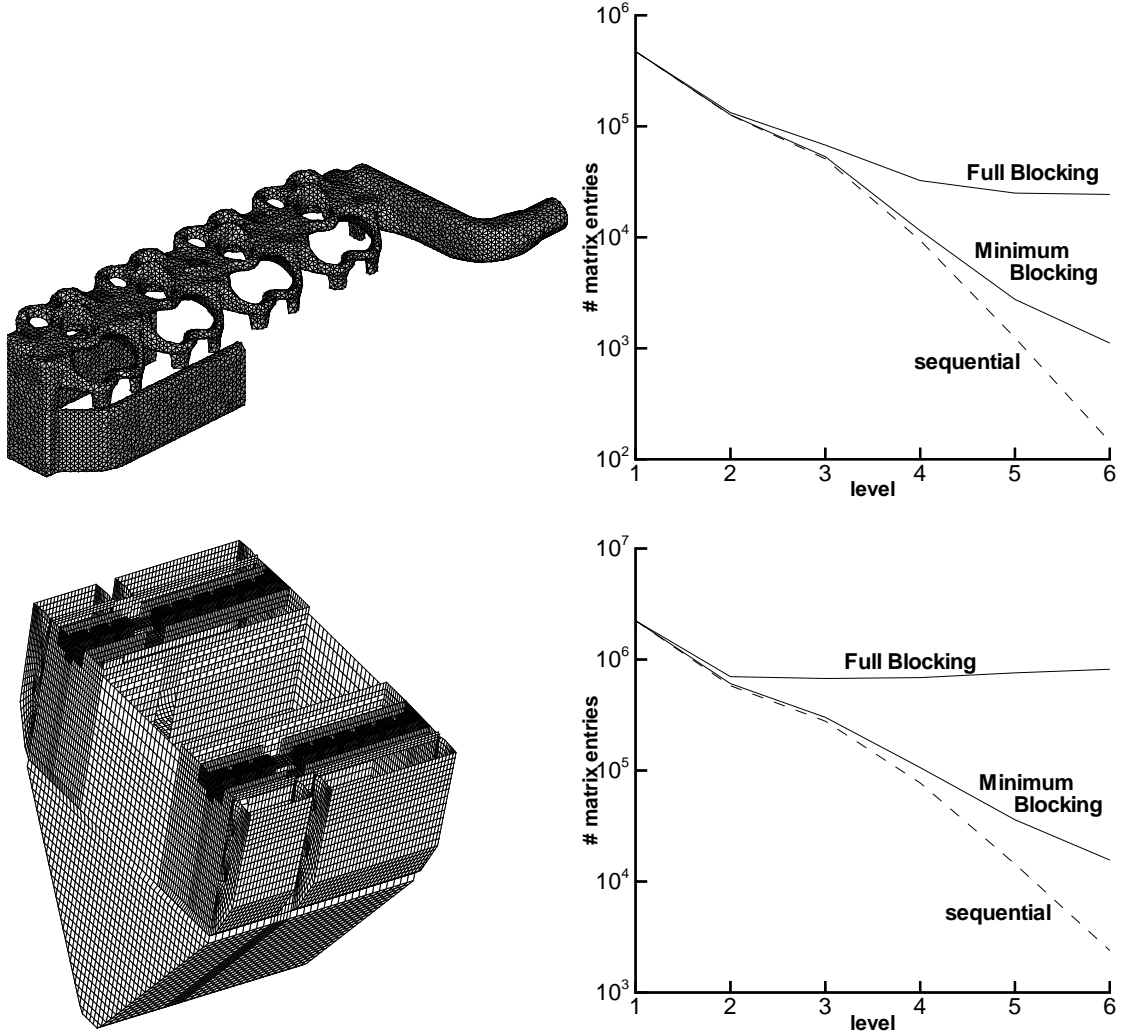 10^6
10^5
10^4
10^3
10^2
# matrix entries
Full Blocking
Minimum
Blocking
sequential
1 2 3 4 5 6
level
10^7
10^6
10^5
10^4
10^3
# matrix entries
Full Blocking
Minimum
Blocking
sequential
1 2 3 4 5 6
level